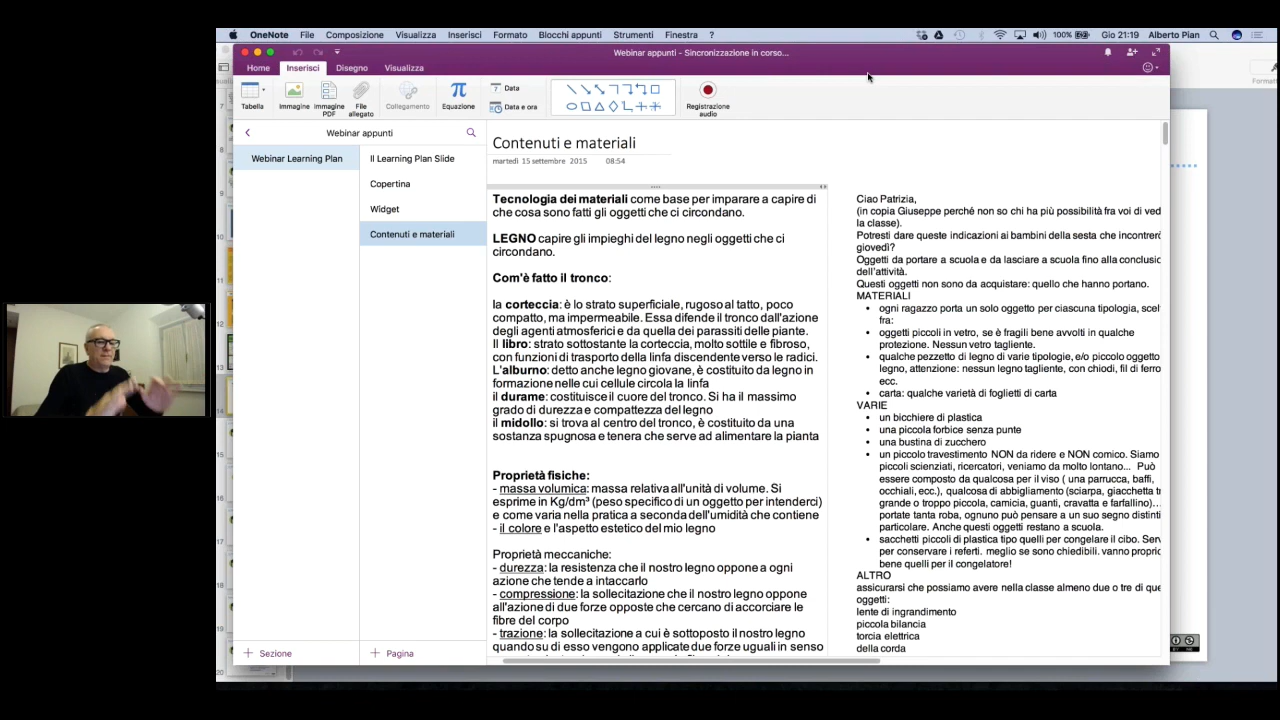 OneNote File Composizione Visualizza Inserisci Formato Blocchi appunti Strumenti Finestra ? 100% Gio 21:19 Alberto Pian
Webinar appunti - Sincronizzazione in corso...
Home Inserisci Disegno Visualizza
Tabella Immagine Immagine PDF File allegato Collegamento Equazione Data Data e ora Registrazione audio
Webinar appunti
Webinar Learning Plan
Il Learning Plan Slide
Copertina
Widget
Contenuti e materiali
Sezione
Pagina
Contenuti e materiali
martedì 15 settembre 2015 08:54
Tecnologia dei materiali come base per imparare a capire di
che cosa sono fatti gli oggetti che ci circondano.
LEGNO capire gli impieghi del legno negli oggetti che ci
circondano.
Com'è fatto il tronco:
la corteccia: è lo strato superficiale, rugoso al tatto, poco
compatto, ma impermeabile. Essa difende il tronco dall'azione
degli agenti atmosferici e da quella dei parassiti delle piante.
Il libro: strato sottostante la corteccia, molto sottile e fibroso,
con funzioni di trasporto della linfa discendente verso le radici.
L'alburno: detto anche legno giovane, è costituito da legno in
formazione nelle cui cellule circola la linfa
il durame: costituisce il cuore del tronco. Si ha il massimo
grado di durezza e compattezza del legno
il midollo: si trova al centro del tronco, è costituito da una
sostanza spugnosa e tenera che serve ad alimentare la pianta
Proprietà fisiche:
- massa volumica: massa relativa all'unità di volume. Si
esprime in Kg/dm³ (peso specifico di un oggetto per intenderci)
e come varia nella pratica a seconda dell'umidità che contiene
- il colore e l'aspetto estetico del mio legno
Proprietà meccaniche:
- durezza: la resistenza che il nostro legno oppone a ogni
azione che tende a intaccarlo
- compressione: la sollecitazione che il nostro legno oppone
all'azione di due forze opposte che cercano di accorciare le
fibre del corpo
- trazione: la sollecitazione a cui è sottoposto il nostro legno
quando su di esso vengono applicate due forze uguali in senso
Ciao Patrizia,
(in copia Giuseppe perché non so chi ha più possibilità fra voi di ved
la classe).
Potresti dare queste indicazioni ai bambini della sesta che incontrerò
giovedì?
Oggetti da portare a scuola e da lasciare a scuola fino alla conclusio
dell'attività.
Questi oggetti non sono da acquistare: quello che hanno portano.
MATERIALI
• ogni ragazzo porta un solo oggetto per ciascuna tipologia, scel
fra:
• oggetti piccoli in vetro, se è fragili bene avvolti in qualche
protezione. Nessun vetro tagliente.
• qualche pezzetto di legno di varie tipologie, e/o piccolo oggetto
legno, attenzione: nessun legno tagliente, con chiodi, fil di ferro
ecc.
• carta: qualche varietà di foglietti di carta
VARIE
• un bicchiere di plastica
• una piccola forbice senza punte
• una bustina di zucchero
• un piccolo travestimento NON da ridere e NON comico. Siamo
piccoli scienziati, ricercatori, veniamo da molto lontano... Può
essere composto da qualcosa per il viso ( una parrucca, baffi,
occhiali, ecc.), qualcosa di abbigliamento (sciarpa, giacchetta tr
grande o troppo piccola, camicia, guanti, cravatta e farfallino)...
portate tanta roba, ognuno può pensare a un suo segno distinti
particolare. Anche questi oggetti restano a scuola.
• sacchetti piccoli di plastica tipo quelli per congelare il cibo. Serv
per conservare i referti. meglio se sono chiedibili. vanno proprio
bene quelli per il congelatore!
ALTRO
assicurarsi che possiamo avere nella classe almeno due o tre di que
oggetti:
lente di ingrandimento
piccola bilancia
torcia elettrica
della corda
7
8
9
10
11
12
13
14
15
16
17
18
19
20